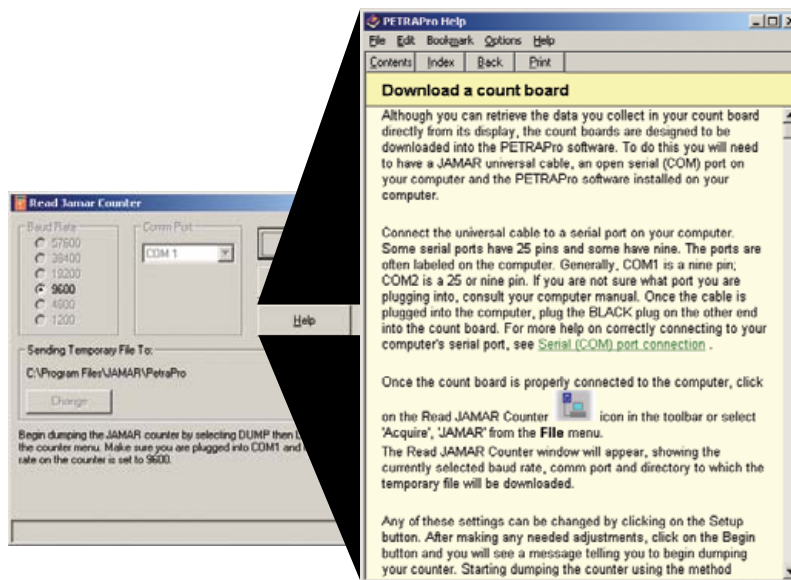 Read Jamar Counter
Baud Rate
57600
38400
19200
9600
4800
1200
Comm Port
COM 1
Help
Sending Temporary File To:
C:\Program Files\JAMAR\PetraPro
Change
Begin dumping the JAMAR counter by selecting DUMP then
the counter menu. Make sure you are plugged into COM1 and
rate on the counter is set to 9600.
PETRAPro Help
File Edit Bookmark Options Help
Contents Index Back Print
Download a count board
Although you can retrieve the data you collect in your count board
directly from its display, the count boards are designed to be
downloaded into the PETRAPro software. To do this you will need
to have a JAMAR universal cable, an open serial (COM) port on
your computer and the PETRAPro software installed on your
computer.
Connect the universal cable to a serial port on your computer.
Some serial ports have 25 pins and some have nine. The ports are
often labeled on the computer. Generally, COM1 is a nine pin;
COM2 is a 25 or nine pin. If you are not sure what port you are
plugging into, consult your computer manual. Once the cable is
plugged into the computer, plug the BLACK plug on the other end
into the count board. For more help on correctly connecting to your
computer's serial port, see Serial (COM) port connection .
Once the count board is properly connected to the computer, click
on the Read JAMAR Counter icon in the toolbar or select
'Acquire', 'JAMAR' from the File menu.
The Read JAMAR Counter window will appear, showing the
currently selected baud rate, comm port and directory to which the
temporary file will be downloaded.
Any of these settings can be changed by clicking on the Setup
button. After making any needed adjustments, click on the Begin
button and you will see a message telling you to begin dumping
your counter. Starting dumping the counter using the method